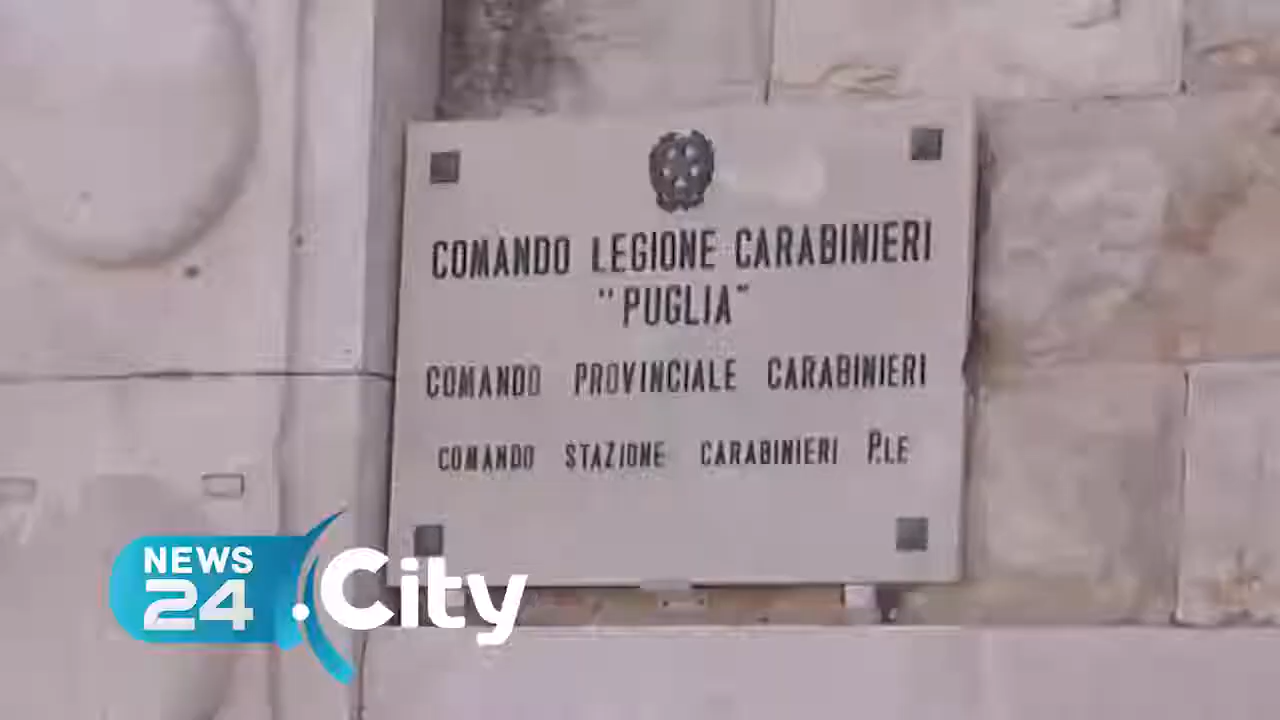 COMANDO LEGIONE CARABINIERI
"PUGLIA"
COMANDO PROVINCIALE CARABINIERI
COMANDO STAZIONE CARABINIERI P.LE
NEWS
24
.City